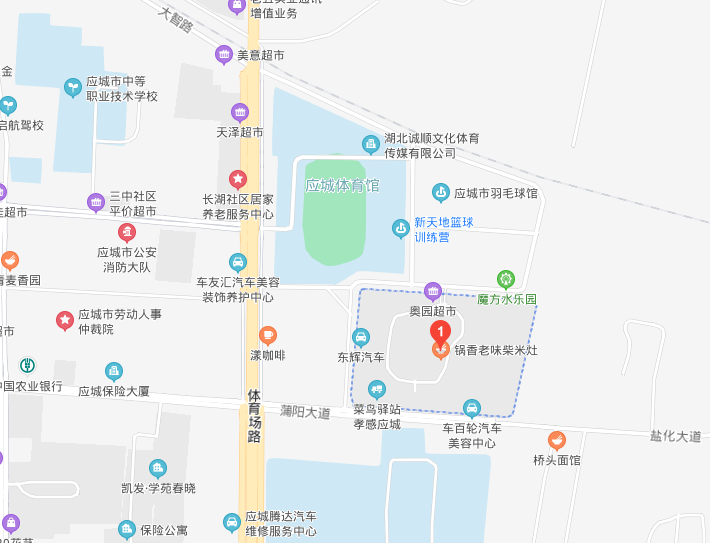 增值业务
大智路
美意超市
金
应城市中等
职业技术学校
启航驾校
天泽超市
湖北诚顺文化体育
传媒有限公司
应城体育馆
长湖社区居家
养老服务中心
应城市羽毛球馆
三中社区
平价超市
超市
新天地篮球
训练营
应城市公安
消防大队
青麦香园
车友汇汽车美容
装饰养护中心
魔方水乐园
奥园超市
应城市劳动人事
仲裁院
超市
1
锅香老味柴米灶
漾咖啡
东辉汽车
中国农业银行
应城保险大厦
体育场路
蒲阳大道
菜鸟驿站
孝感应城
车百轮汽车
美容中心
盐化大道
桥头面馆
凯发·学苑春晓
应城腾达汽车
维修服务中心
保险公寓